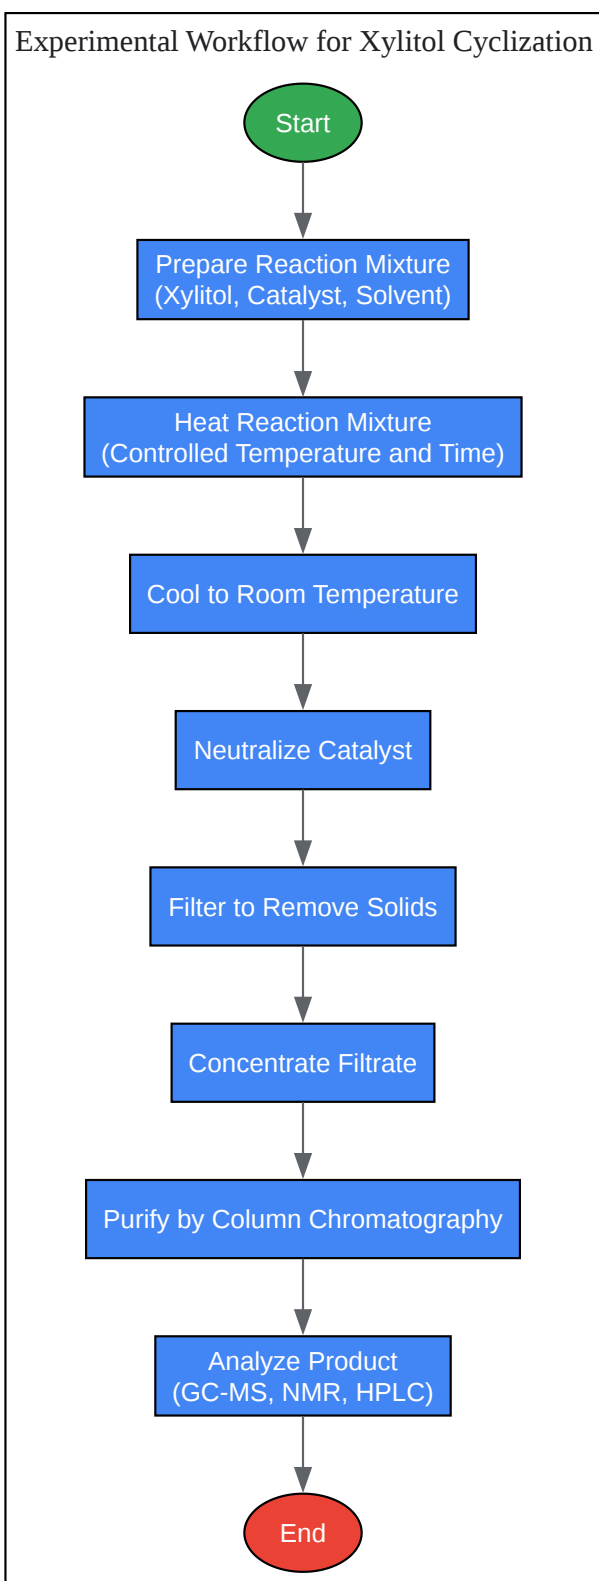 Experimental Workflow for Xylitol Cyclization
Start
Prepare Reaction Mixture
(Xylitol, Catalyst, Solvent)
Heat Reaction Mixture
(Controlled Temperature and Time)
Cool to Room Temperature
Neutralize Catalyst
Filter to Remove Solids
Concentrate Filtrate
Purify by Column Chromatography
Analyze Product
(GC-MS, NMR, HPLC)
End